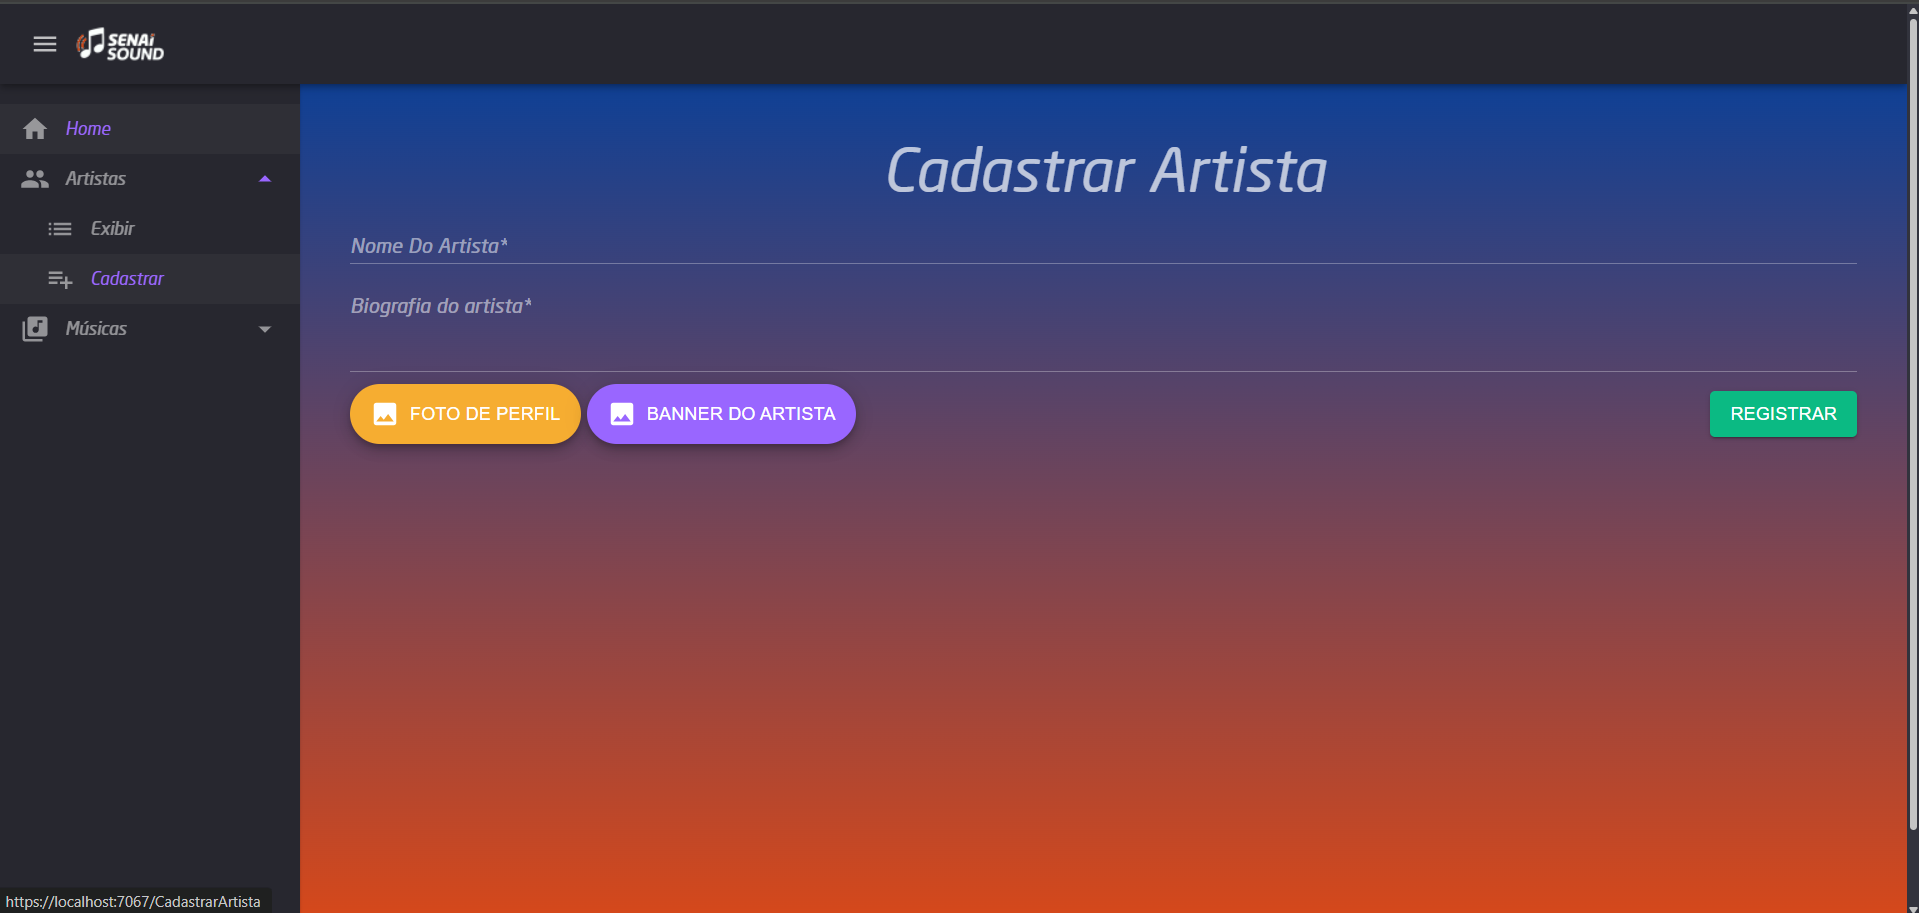 SENAI
SOUND
Home
Artistas
Exibir
Cadastrar
Músicas
Cadastrar Artista
Nome Do Artista*
Biografia do artista*
FOTO DE PERFIL
BANNER DO ARTISTA
REGISTRAR
https://localhost:7067/CadastrarArtista